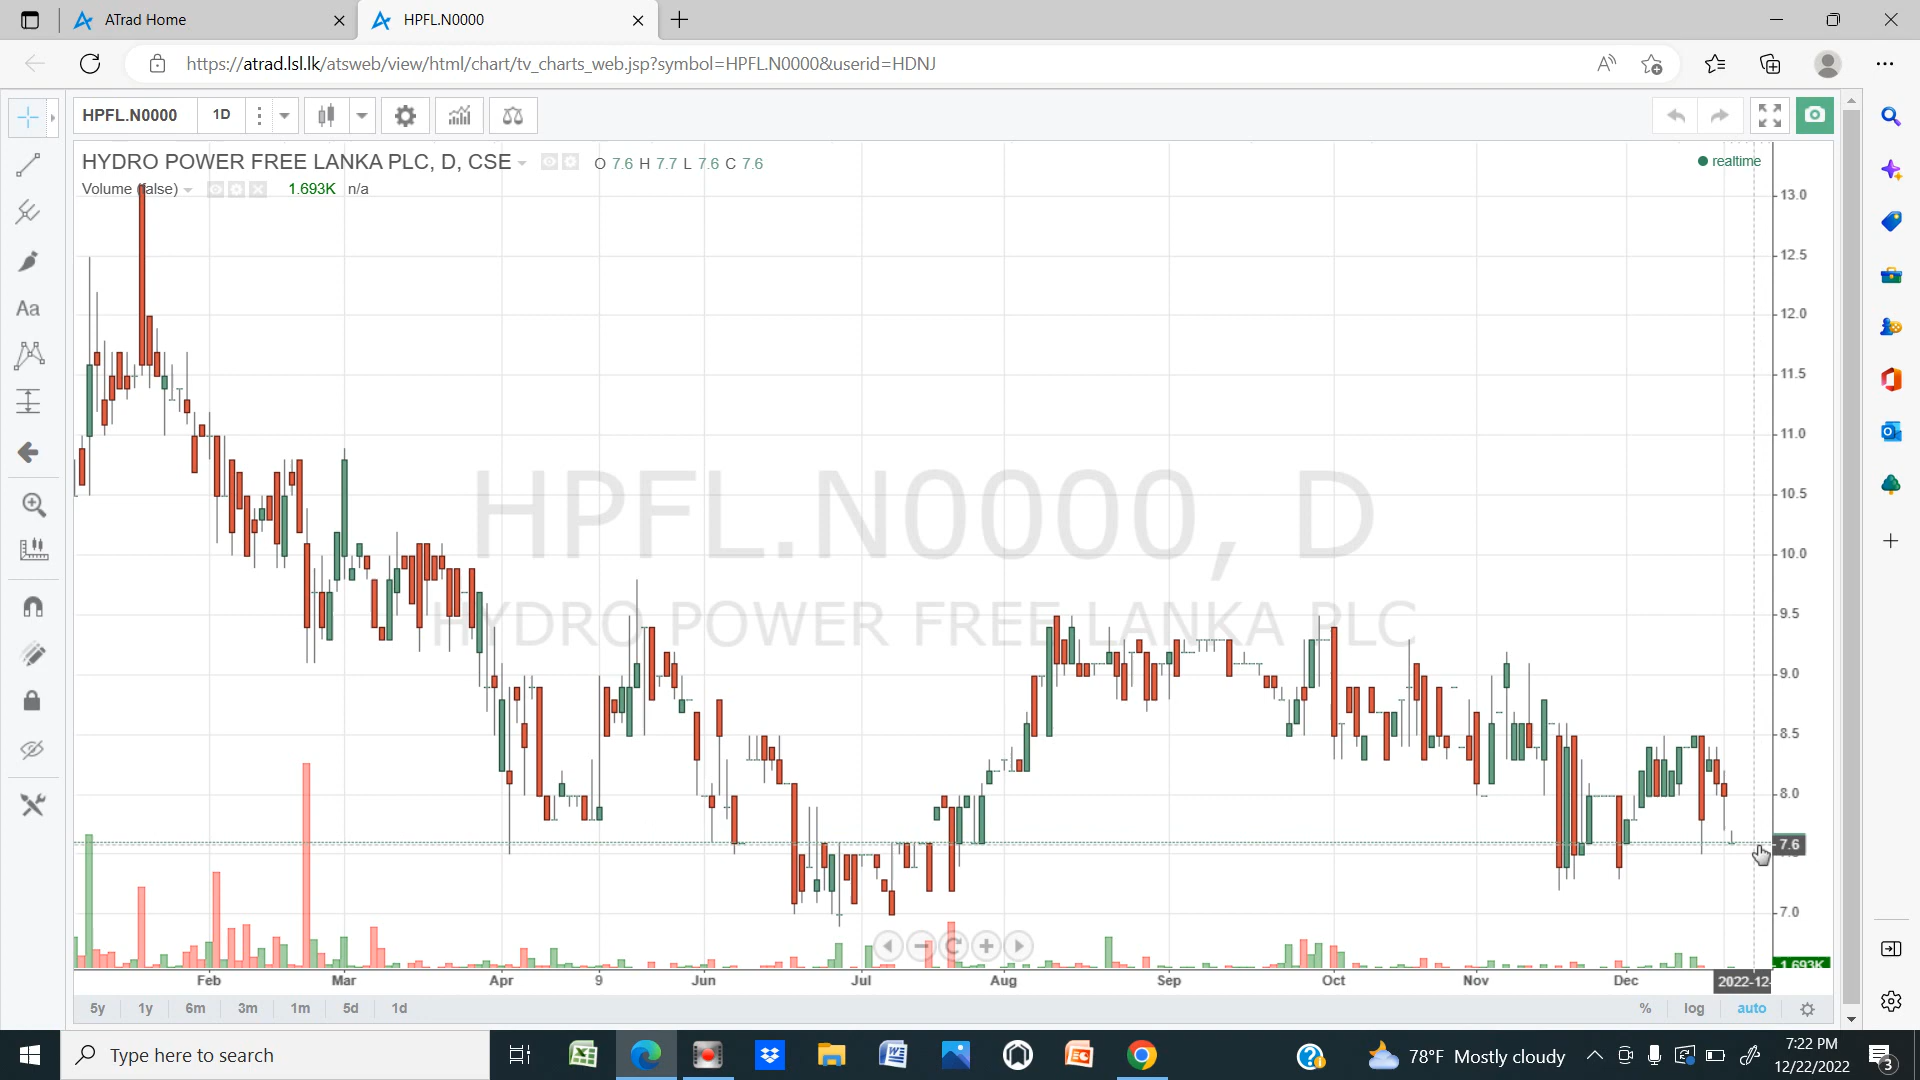 ATrad Home
HPFL.N0000
https://atrad.lsl.lk/atsweb/view/html/chart/tv_charts_web.jsp?symbol=HPFL.N0000&userid=HDNJ
HPFL.N0000 1D
HYDRO POWER FREE LANKA PLC, D, CSE O 7.6 H 7.7 L 7.6 C 7.6
realtime
Volume (false) 1.693K n/a
13.0
12.5
12.0
11.5
11.0
10.5
10.0
9.5
9.0
8.5
8.0
7.6
7.0
1.693K
HPFL.N0000, D
HYDRO POWER FREE LANKA PLC
Aa
Feb Mar Apr 9 Jun Jul Aug Sep Oct Nov Dec 2022-12-
5y 1y 6m 3m 1m 5d 1d % log auto
Type here to search
78°F Mostly cloudy
7:22 PM
12/22/2022
3